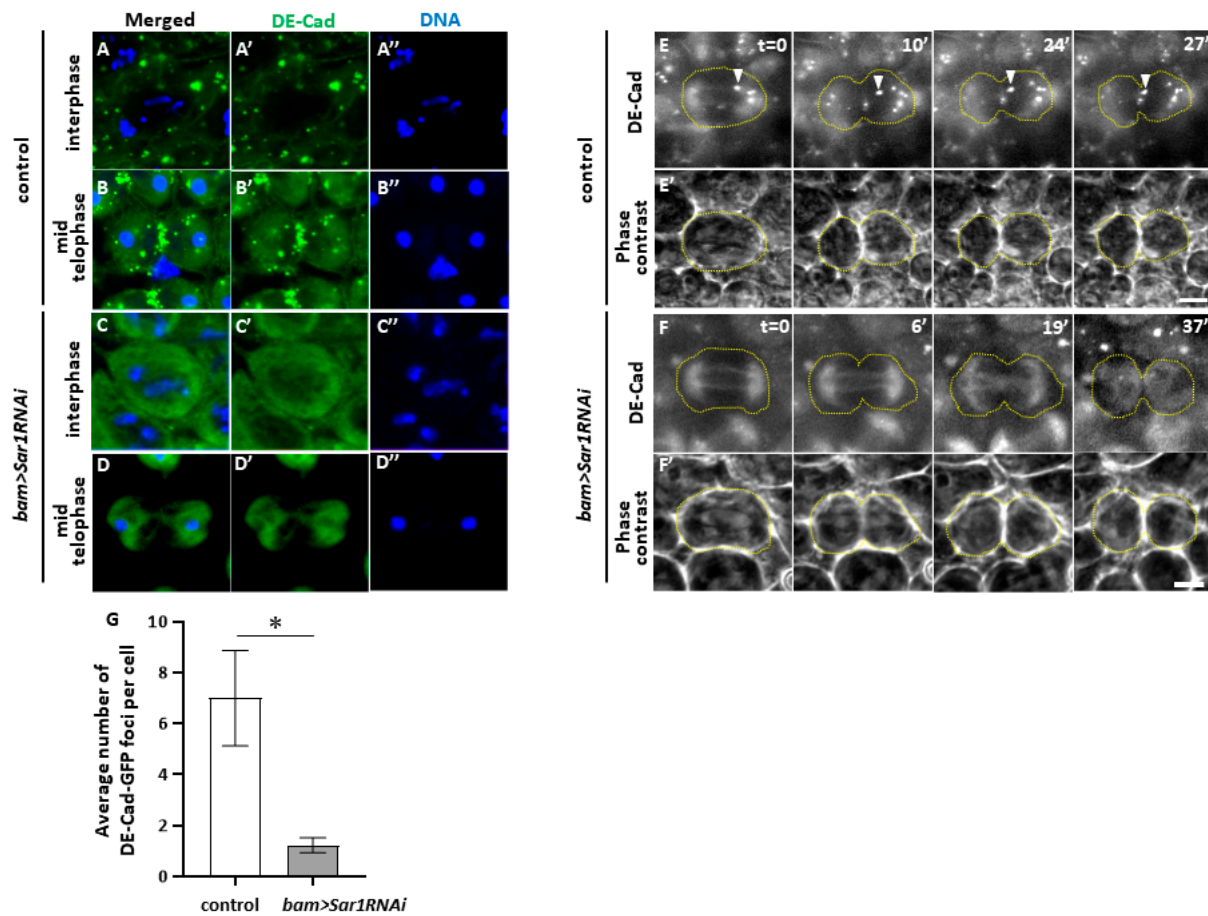 Merged DE-Cad DNA
control
interphase
A A’ A’’
mid
telophase
B B’ B’’
bam>Sar1RNAi
interphase
C C’ C’’
mid
telophase
D D’ D’’
control
DE-Cad
E t=0 10’ 24’ 27’
Phase
contrast
E’
bam>Sar1RNAi
DE-Cad
F t=0 6’ 19’ 37’
Phase
contrast
F’
G
Average number of
DE-Cad-GFP foci per cell
10
8
6
4
2
0
*
control bam>Sar1RNAi